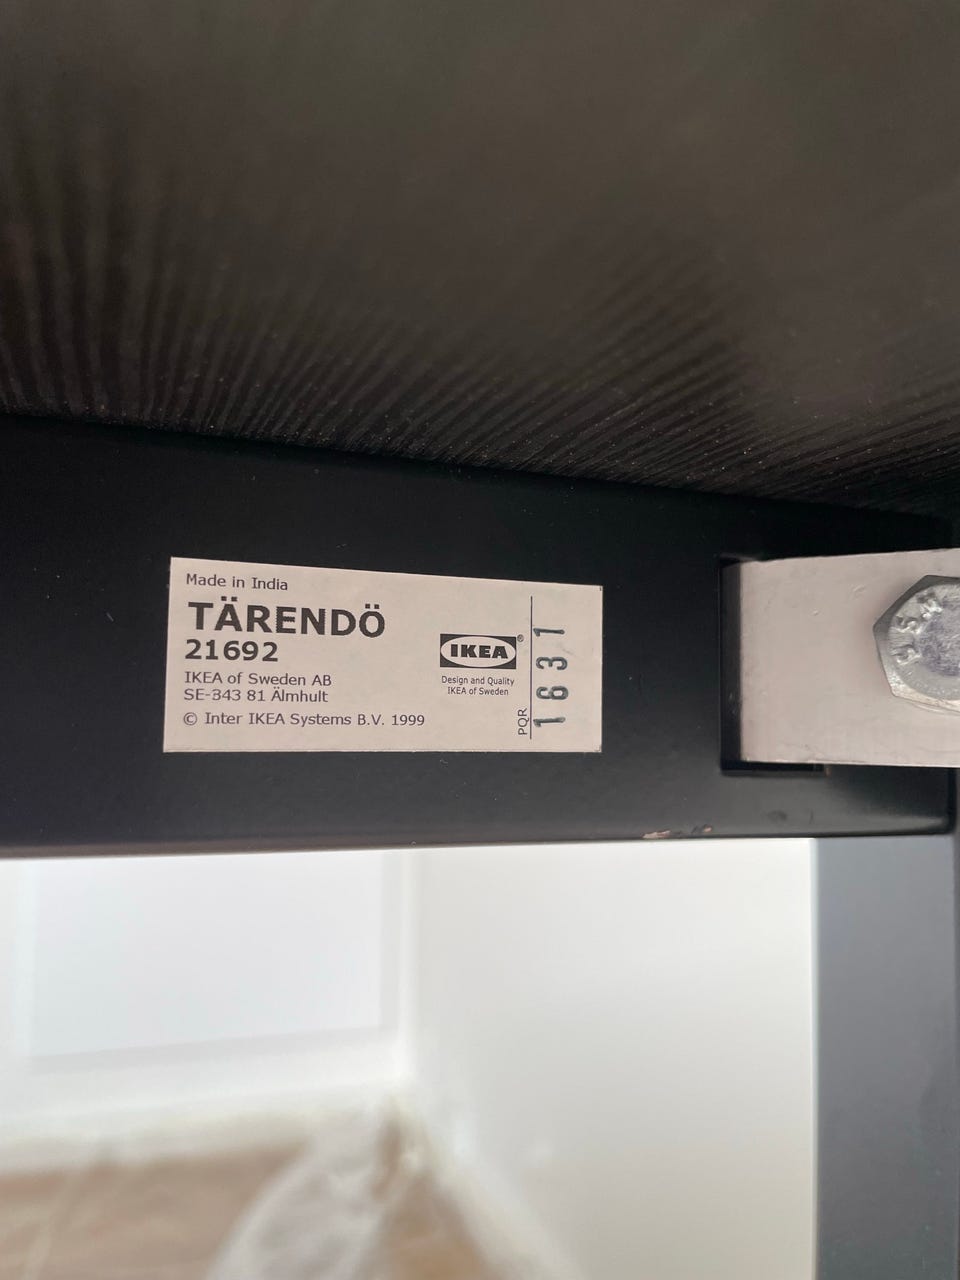 Made in India
TÄRENDÖ
21692
IKEA of Sweden AB
SE-343 81 Älmhult
© Inter IKEA Systems B.V. 1999
IKEA®
Design and Quality
IKEA of Sweden
PQR
1631